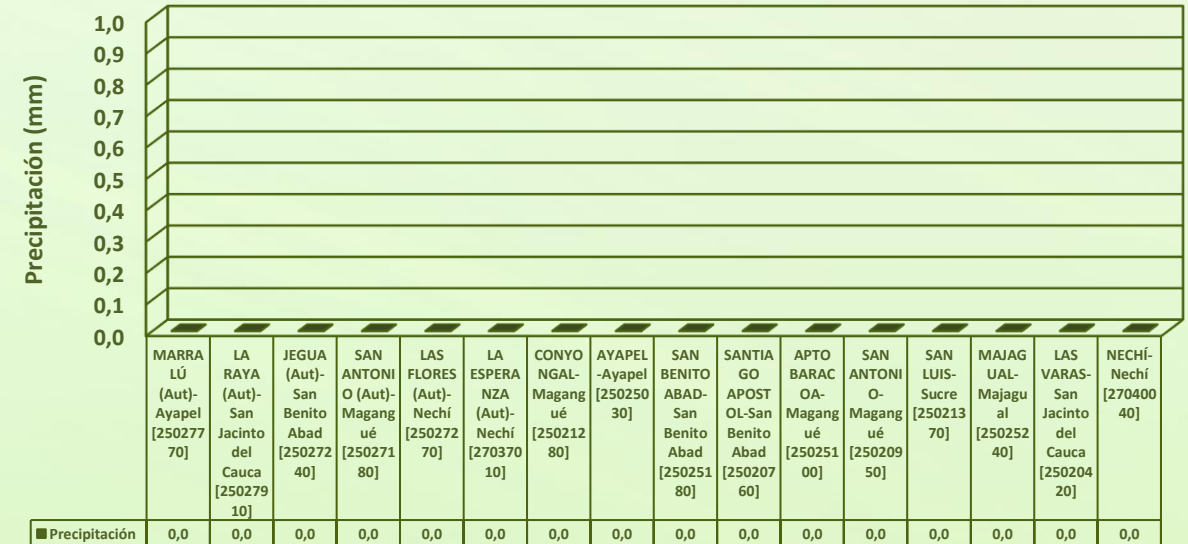 Precipitación (mm)
1,0
0,9
0,8
0,7
0,6
0,5
0,4
0,3
0,2
0,1
0,0
MARRA
LÚ
(Aut)-
Ayapel
[250277
70]
LA
RAYA
(Aut)-
San
Jacinto
del
Cauca
[250279
10]
JEGUA
(Aut)-
San
Benito
Abad
[250272
40]
SAN
ANTONI
O (Aut)-
Magang
ué
[250271
80]
LAS
FLORES
(Aut)-
Nechí
[250272
70]
LA
ESPERA
NZA
(Aut)-
Nechí
[270370
10]
CONYO
NGAL-
Magang
ué
[250212
80]
AYAPEL
-Ayapel
[250250
30]
SAN
BENITO
ABAD-
San
Benito
Abad
[250251
80]
SANTIA
GO
APOST
OL-San
Benito
Abad
[250207
60]
APTO
BARAC
OA-
Magang
ué
[250251
00]
SAN
ANTONI
O-
Magang
ué
[250209
50]
SAN
LUIS-
Sucre
[250213
70]
MAJAG
UAL-
Majagu
al
[250252
40]
LAS
VARAS-
San
Jacinto
del
Cauca
[250204
20]
NECHÍ-
Nechí
[270400
40]
Precipitación 0,0 0,0 0,0 0,0 0,0 0,0 0,0 0,0 0,0 0,0 0,0 0,0 0,0 0,0 0,0 0,0